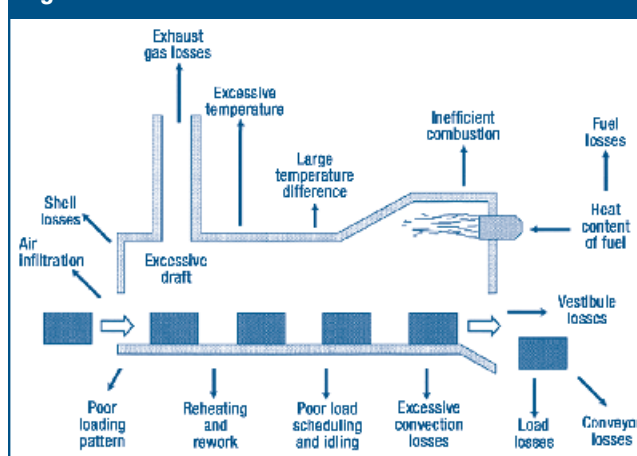 Exhaust
gas losses
Excessive
temperature
Inefficient
combustion
Fuel
losses
Large
temperature
difference
Shell
losses
Heat
content
of fuel
Air
infiltration
Excessive
draft
Vestibule
losses
Poor
loading
pattern
Reheating
and
rework
Poor load
scheduling
and idling
Excessive
convection
losses
Load
losses
Conveyor
losses